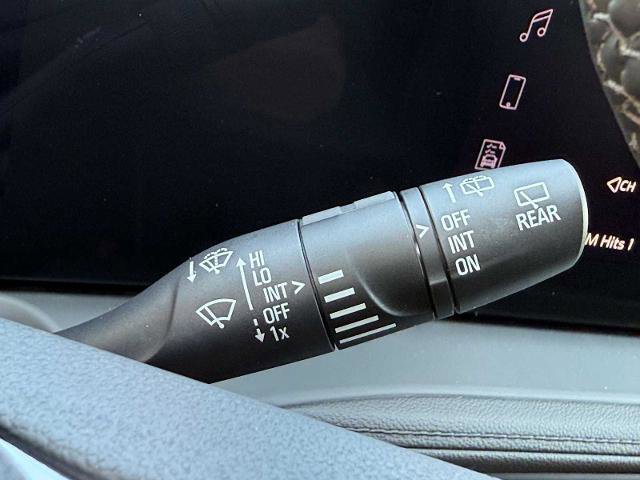 HI
LO
INT
OFF
1x
OFF
INT
ON
REAR
CH
M Hits 1